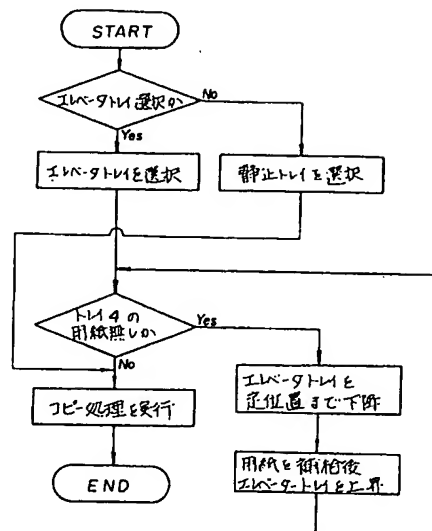 START
エレベータトレイ選択か
No
Yes
エレベータトレイを選択
静止トレイを選択
トレイ4の
用紙無しか
Yes
No
エレベータトレイを
定位置まで下降
コピー処理を実行
用紙を補給後
エレベータートレイを上昇
END